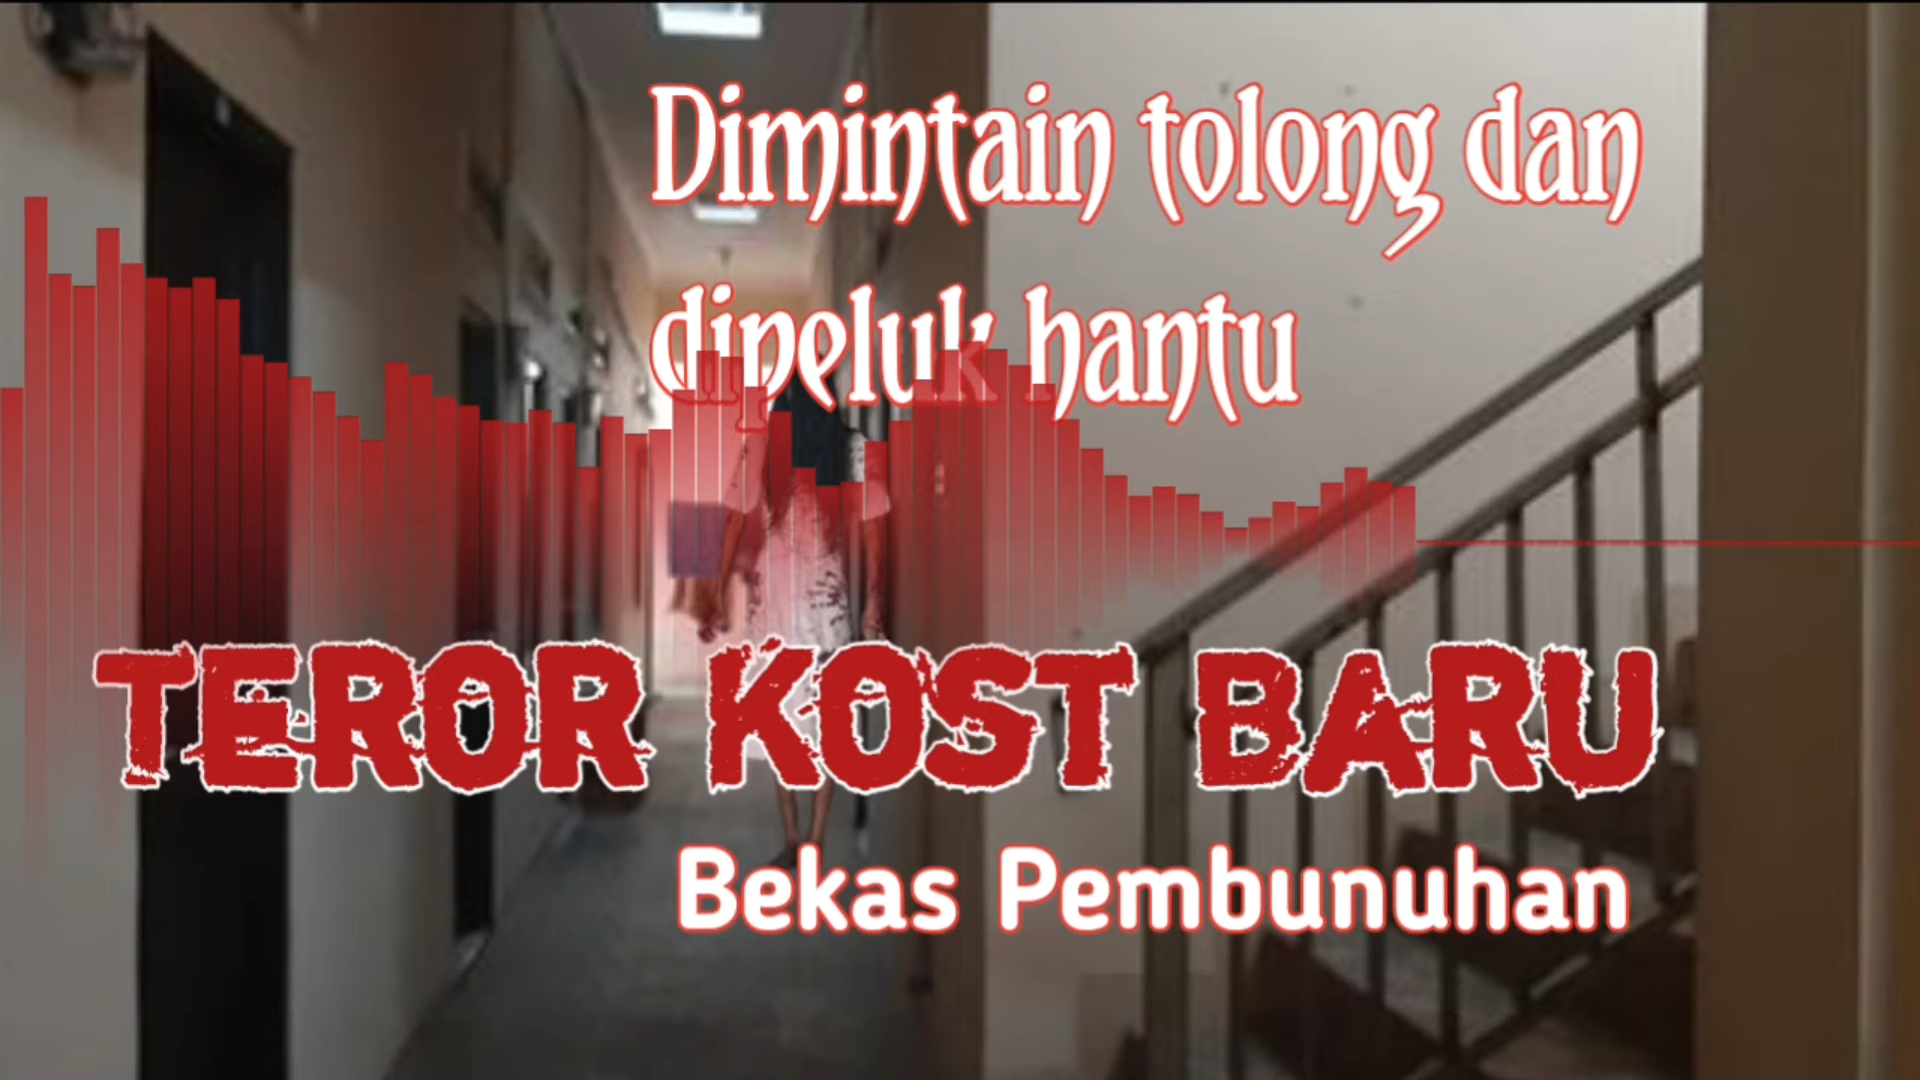 Dimintain tolong dan
dipeluk hantu
TEROR KOST BARU
Bekas Pembunuhan